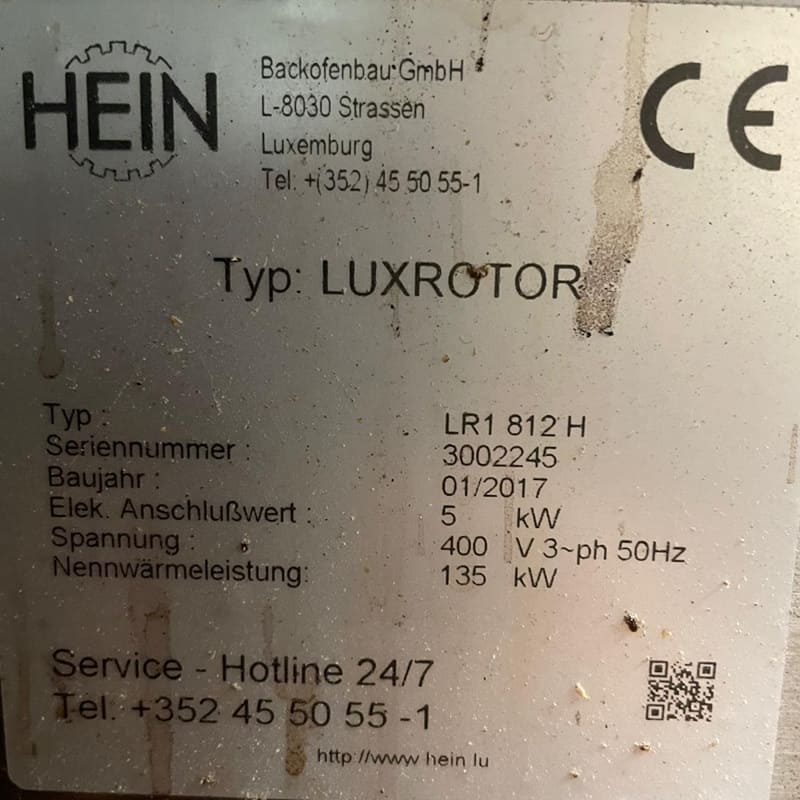 HEIN
Backofenbau GmbH
L-8030 Strassen
Luxemburg
Tel: +(352) 45 50 55-1
CE
Typ: LUXROTOR
Typ : LR1 812 H
Seriennummer : 3002245
Baujahr : 01/2017
Elek. Anschlußwert : 5 kW
Spannung : 400 V 3~ph 50Hz
Nennwärmeleistung: 135 kW
Service - Hotline 24/7
Tel: +352 45 50 55 -1
http://www.hein.lu